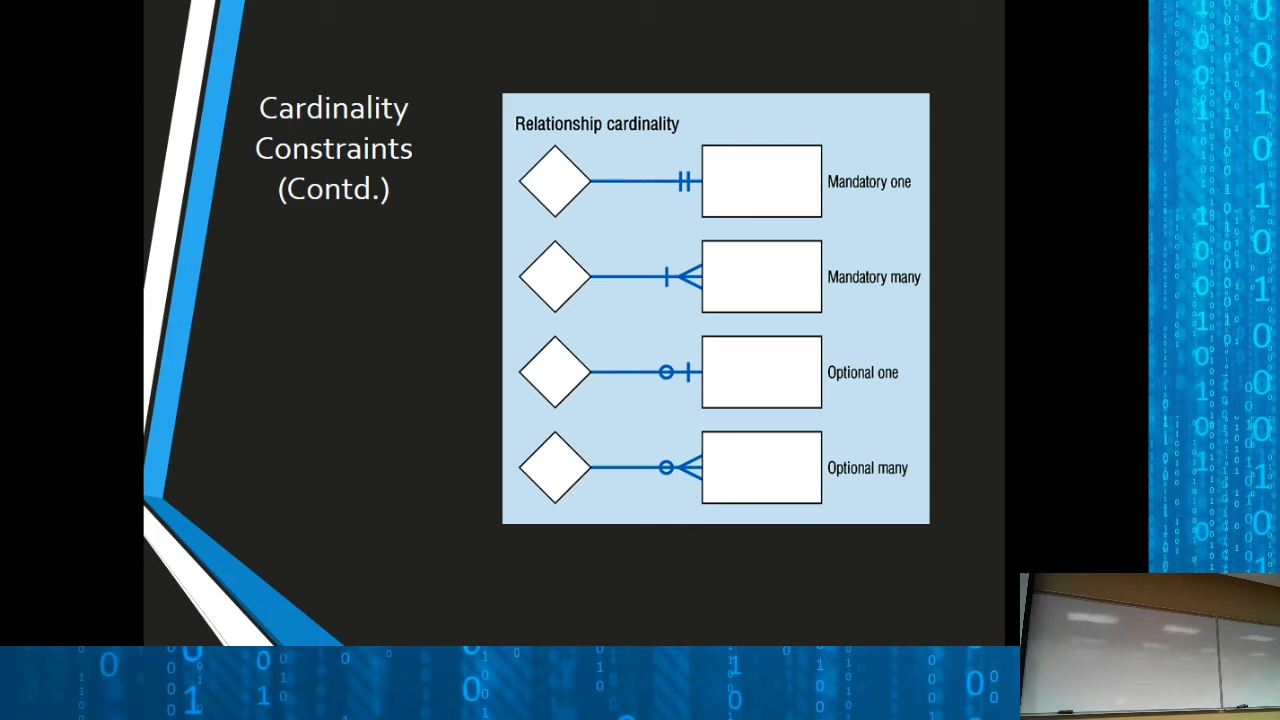 Cardinality
Constraints
(Contd.)
Relationship cardinality
Mandatory one
Mandatory many
Optional one
Optional many